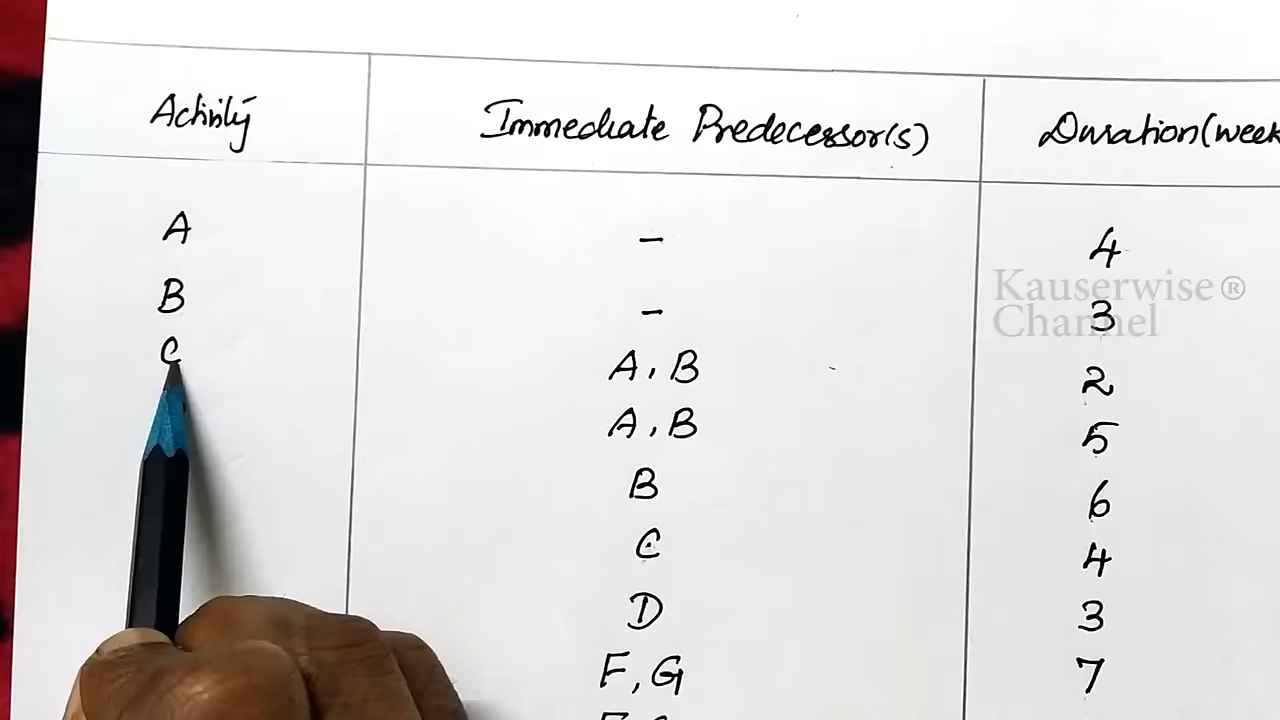 Activity Immediate Predecessor(s) Duration(week
A - 4
B - 3
C A, B 2
A, B 5
B 6
C 4
D 3
F, G 7
Kauserwise®
Channel